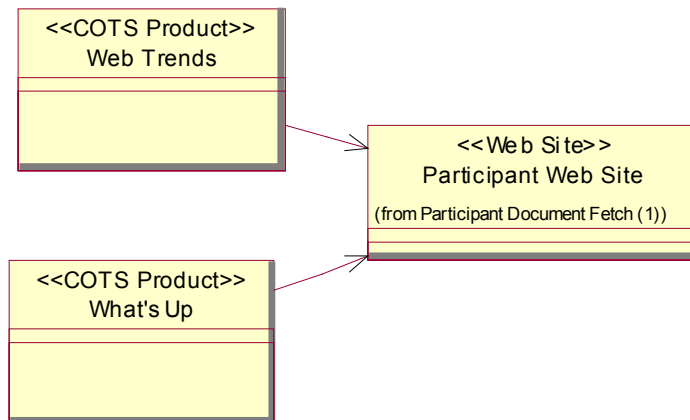 <<COTS Product>>
Web Trends
<<Web Site>>
Participant Web Site
(from Participant Document Fetch (1))
<<COTS Product>>
What's Up